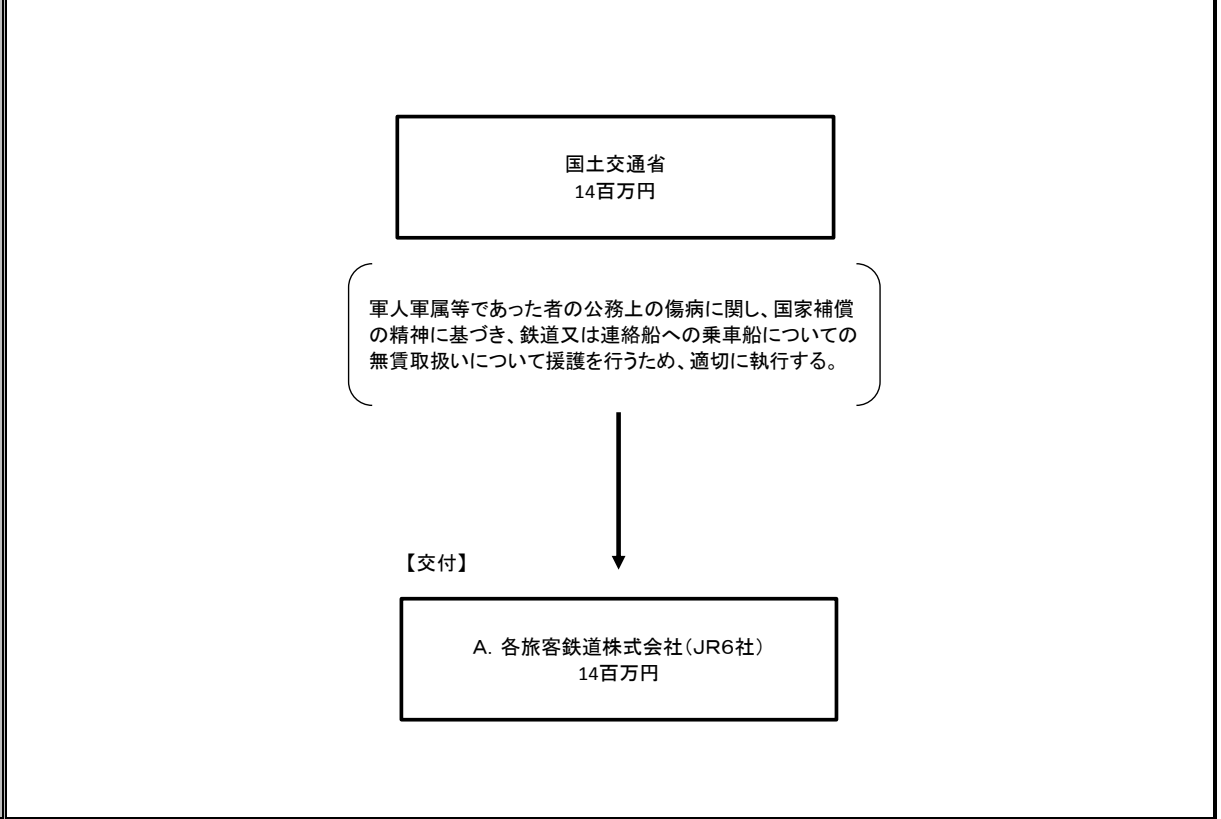 国土交通省
14百万円
軍人軍属等であった者の公務上の傷病に関し、国家補償
の精神に基づき、鉄道又は連絡船への乗車船についての
無賃取扱いについて援護を行うため、適切に執行する。
【交付】
A．各旅客鉄道株式会社（JR6社）
14百万円